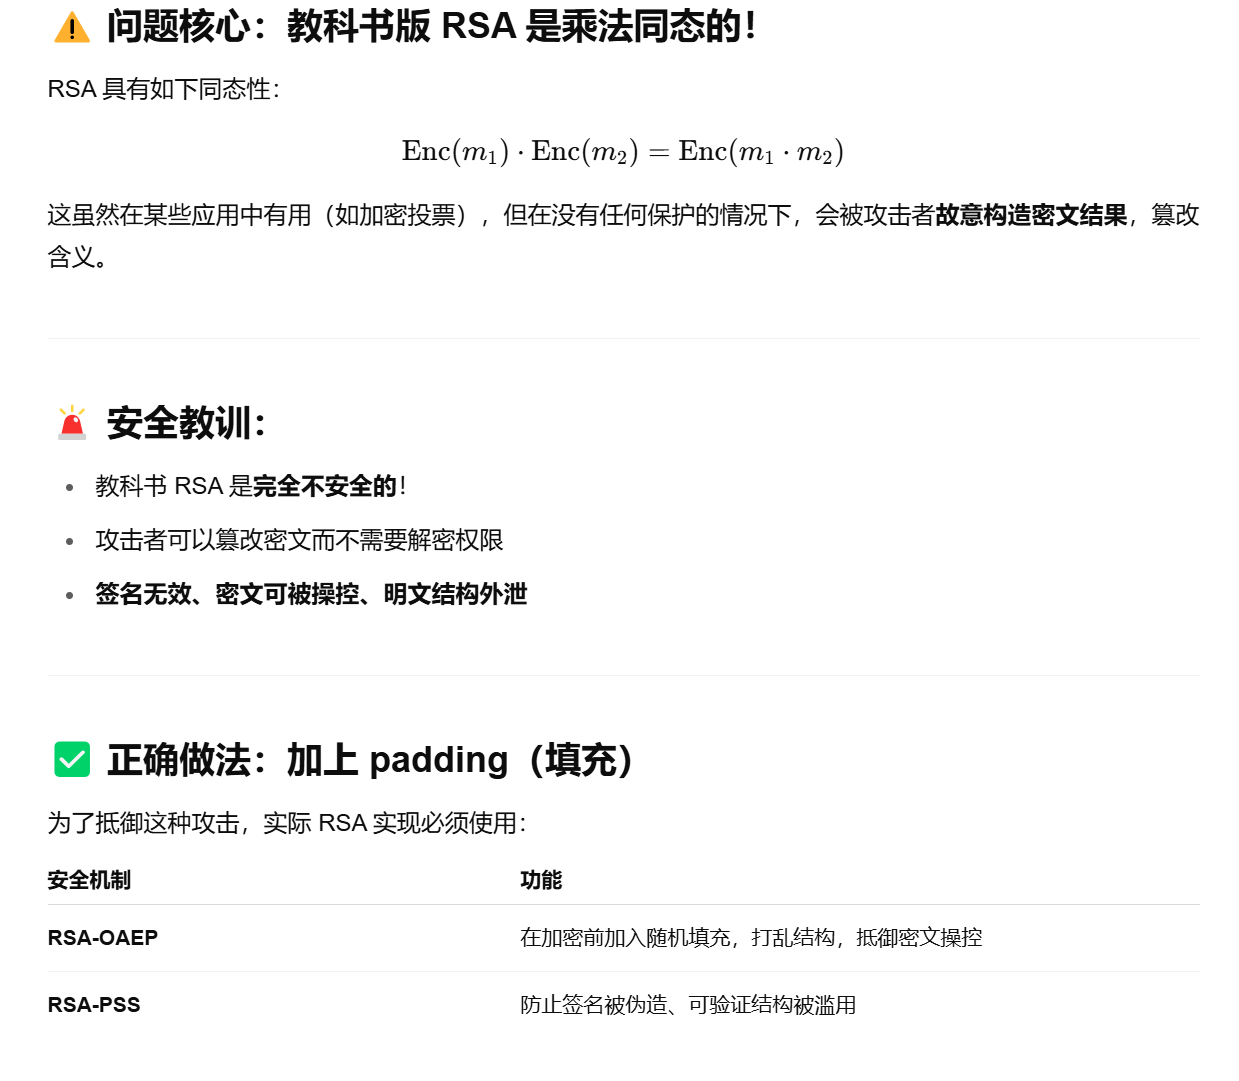 ⚠️ 问题核心：教科书版 RSA 是乘法同态的！
RSA 具有如下同态性：
Enc(m₁) · Enc(m₂) = Enc(m₁ · m₂)
这虽然在某些应用中有用（如加密投票），但在没有任何保护的情况下，会被攻击者故意构造密文结果，篡改
含义。
🚨 安全教训：
• 教科书 RSA 是完全不安全的！
• 攻击者可以篡改密文而不需要解密权限
• 签名无效、密文可被操控、明文结构外泄
✅ 正确做法：加上 padding（填充）
为了抵御这种攻击，实际 RSA 实现必须使用：
安全机制 功能
RSA-OAEP 在加密前加入随机填充，打乱结构，抵御密文操控
RSA-PSS 防止签名被伪造、可验证结构被滥用